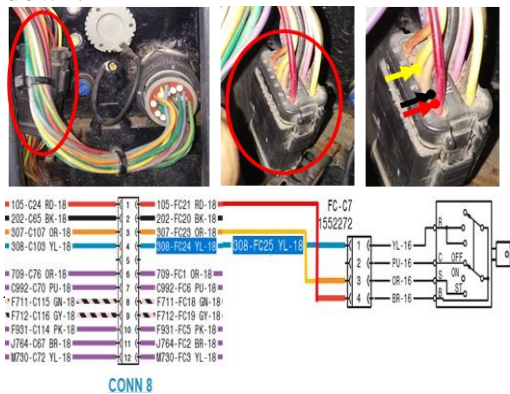 105-C24 RD-18 1 105-FC21 RD-18
202-C65 BK-18 2 202-FC20 BK-18
307-C107 OR-18 3 307-FC23 OR-18
308-C103 YL-18 4 308-FC24 YL-18 308-FC25 YL-18
5
709-C76 OR-18 6 709-FC1 OR-18
C992-C70 PU-18 7 C992-FC6 PU-18
F711-C115 GN-18 8 F711-FC18 GN-18
F712-C116 GY-18 9 F712-FC19 GY-18
F931-C114 PK-18 10 F931-FC5 PK-18
J764-C67 BR-18 11 J764-FC2 BR-18
M730-C72 YL-18 12 M730-FC3 YL-18
CONN 8
FC-C7
1552272
1 YL-16 B
2 PU-16 C OFF
ON
3 OR-16 S
ST
4 BR-16 R